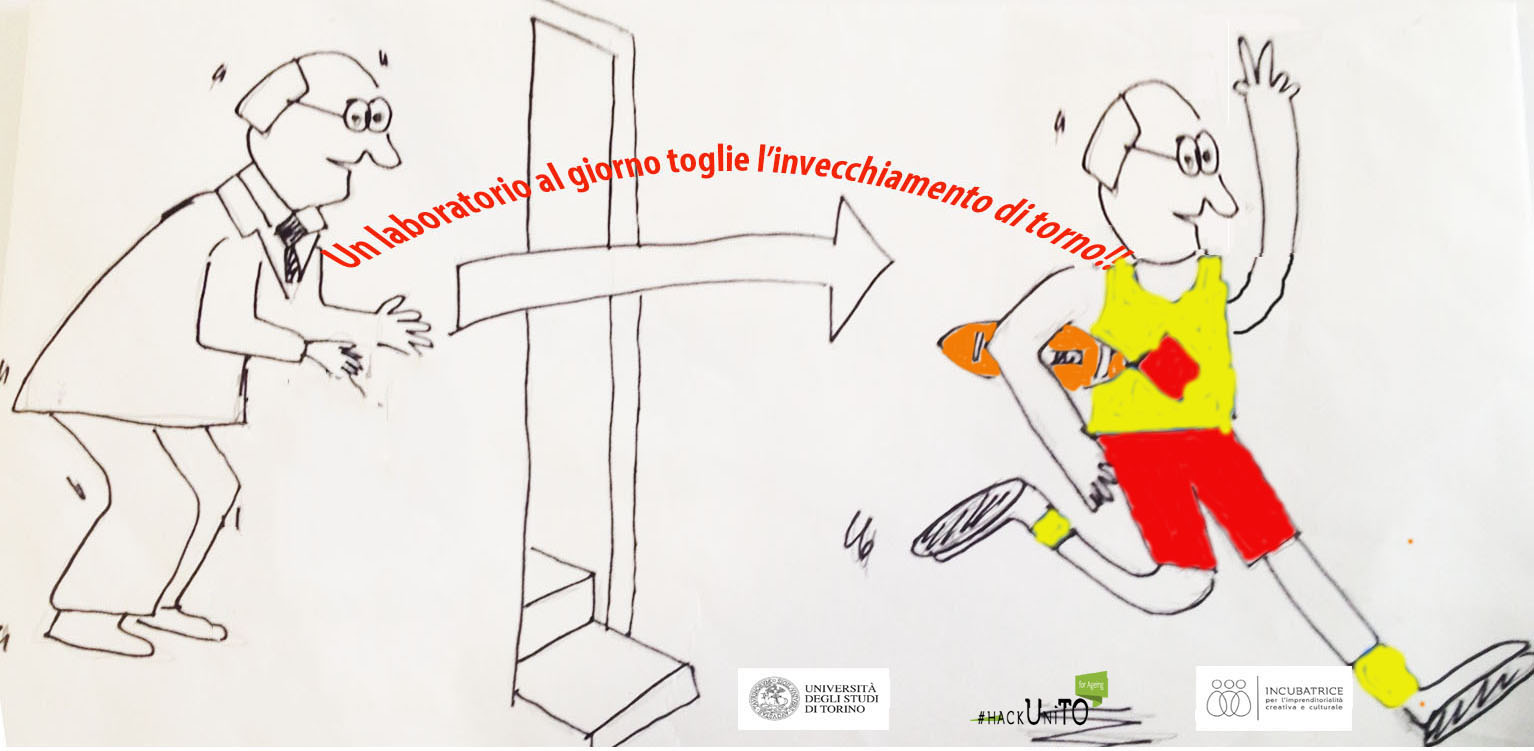 Un laboratorio al giorno toglie l'invecchiamento di torno!!
UNIVERSITÀ
DEGLI STUDI
DI TORINO
for Ageing
#HACKUniTO
INCUBATRICE
per l'imprenditorialità
creativa e culturale